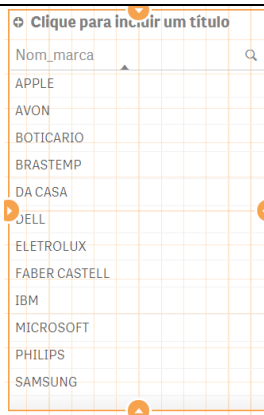 Clique para incluir um título
Nom_marca
APPLE
AVON
BOTICARIO
BRASTEMP
DA CASA
DELL
ELETROLUX
FABER CASTELL
IBM
MICROSOFT
PHILIPS
SAMSUNG